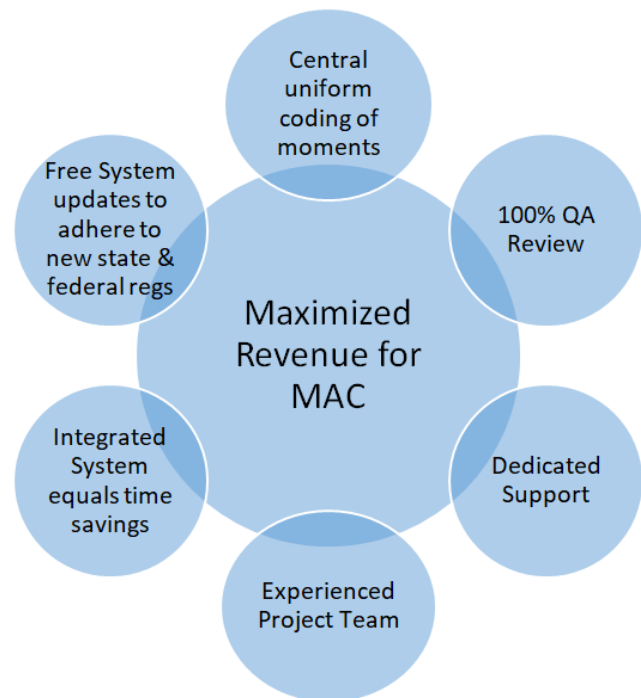 Central
uniform
coding of
moments
Free System
updates to
adhere to
new state &
federal regs
100% QA
Review
Maximized
Revenue for
MAC
Integrated
System
equals time
savings
Dedicated
Support
Experienced
Project Team